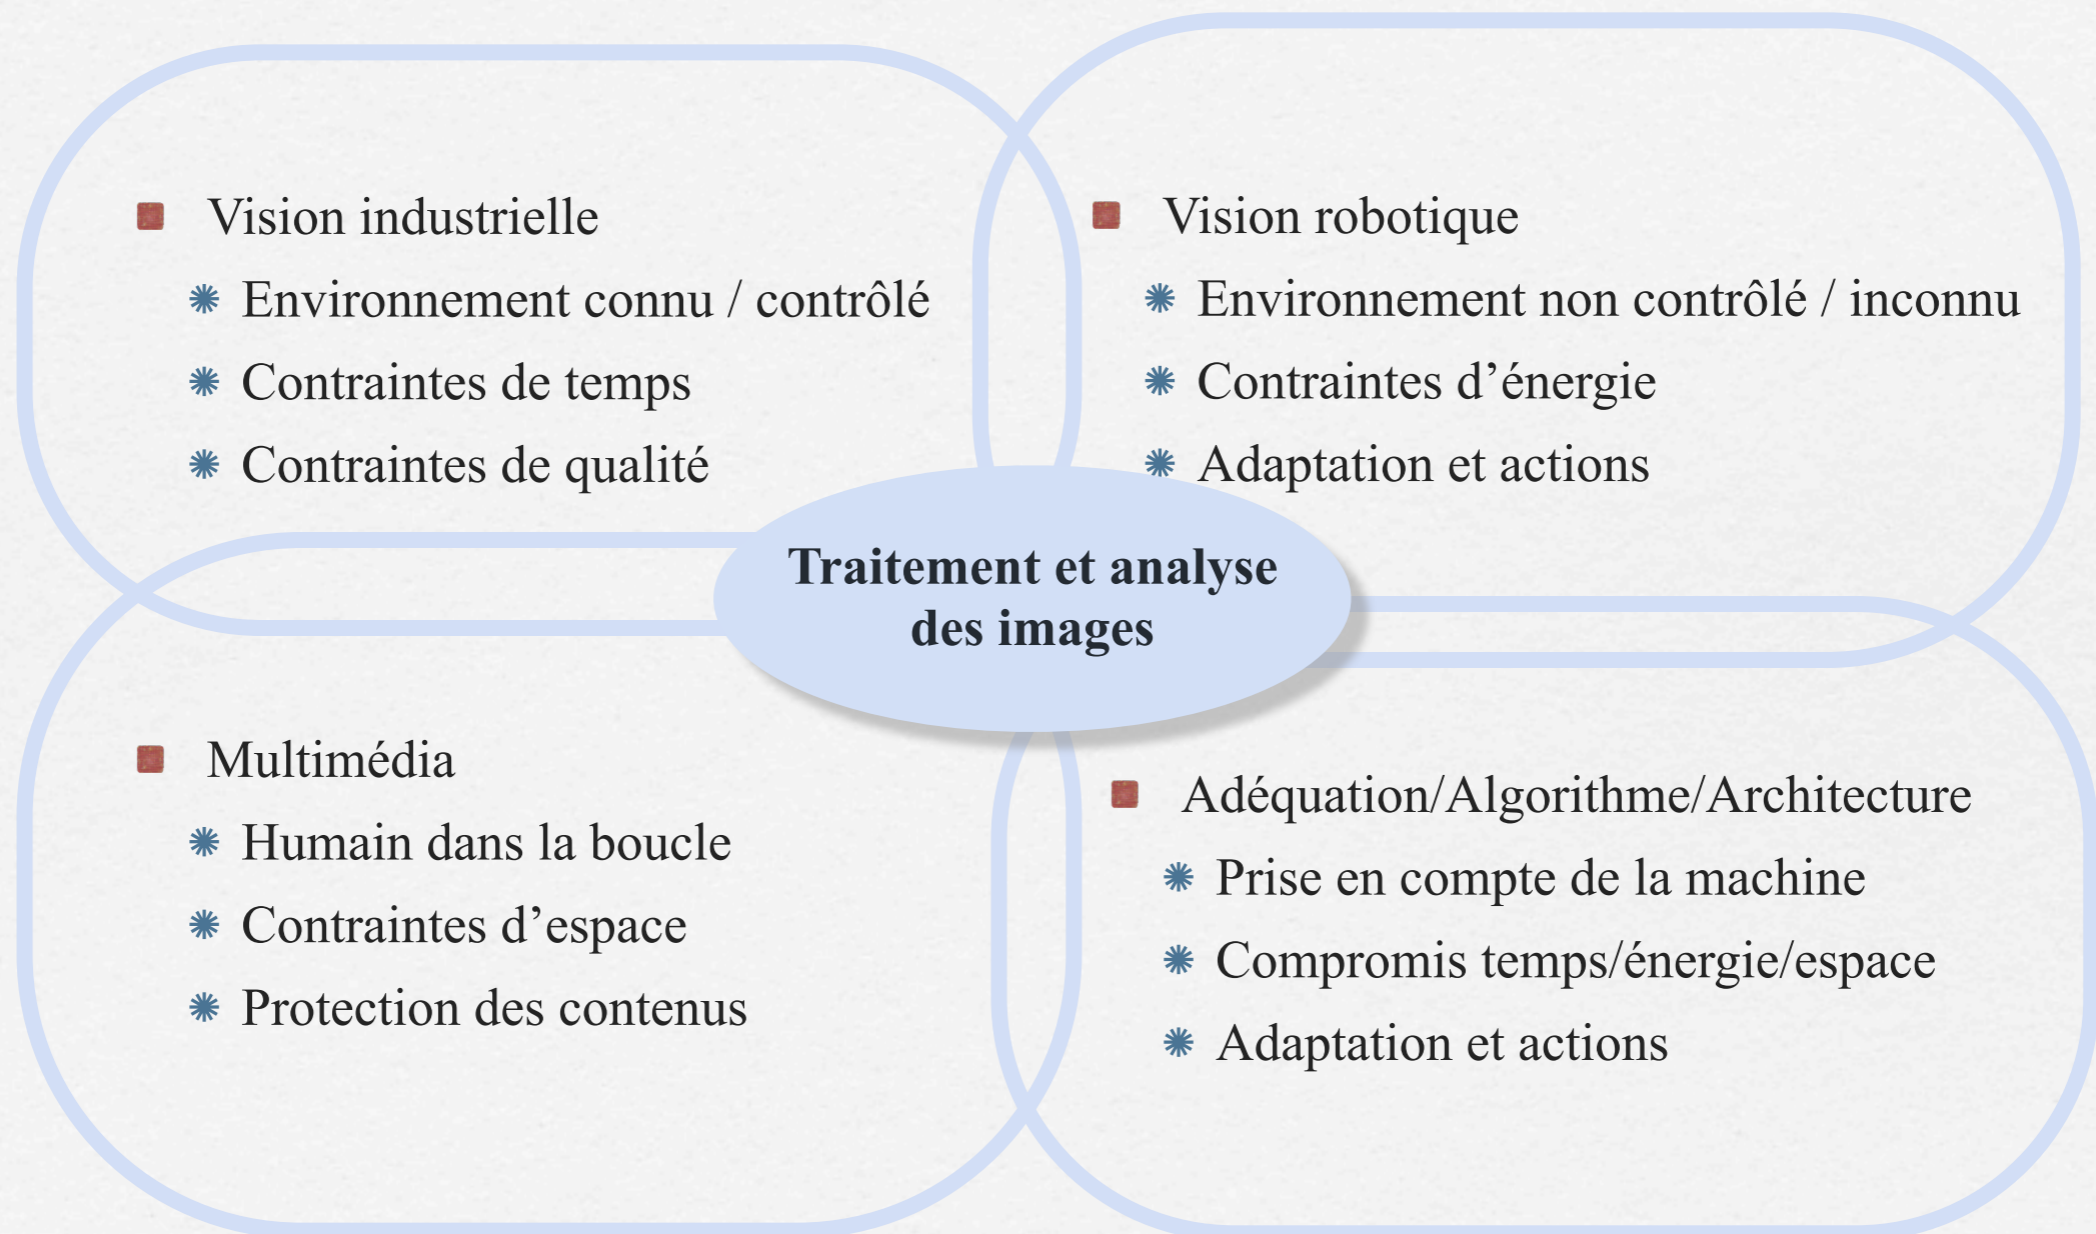 Vision industrielle
Environnement connu / contrôlé
Contraintes de temps
Contraintes de qualité
Vision robotique
Environnement non contrôlé / inconnu
Contraintes d’énergie
Adaptation et actions
Traitement et analyse
des images
Multimédia
Humain dans la boucle
Contraintes d’espace
Protection des contenus
Adéquation/Algorithme/Architecture
Prise en compte de la machine
Compromis temps/énergie/espace
Adaptation et actions